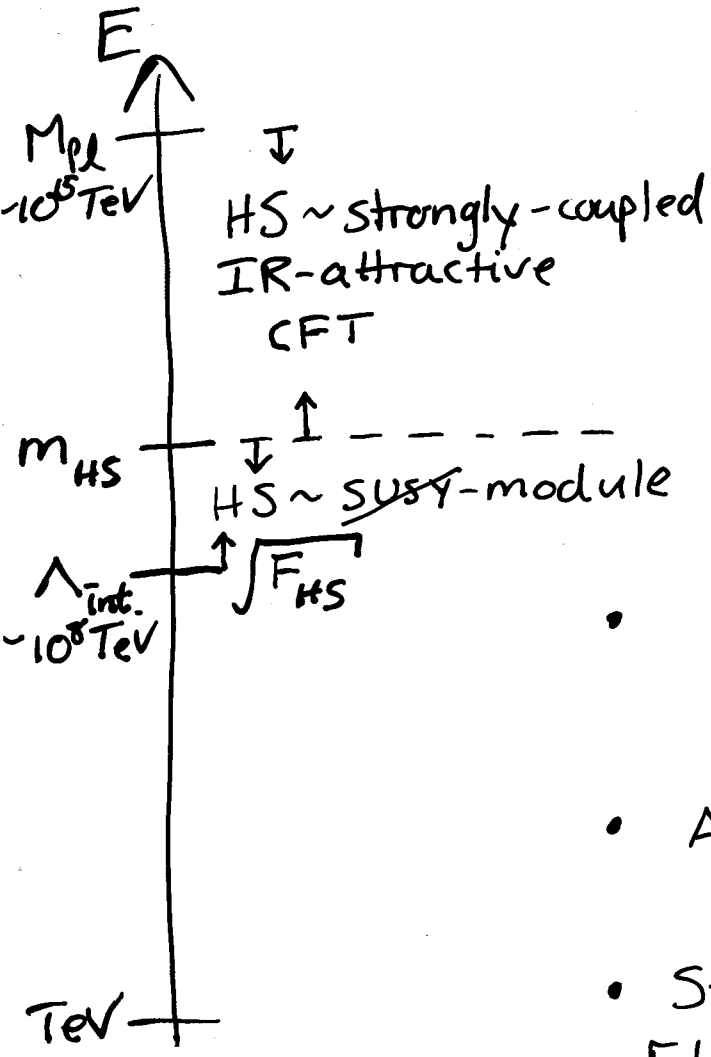 E
M_Pl
~10^15 TeV
HS ~ strongly-coupled
IR-attractive
CFT
m_HS
HS ~ SUSY-module
Λ_int.
√F_HS
~10^8 TeV
•
• A
• S
TeV